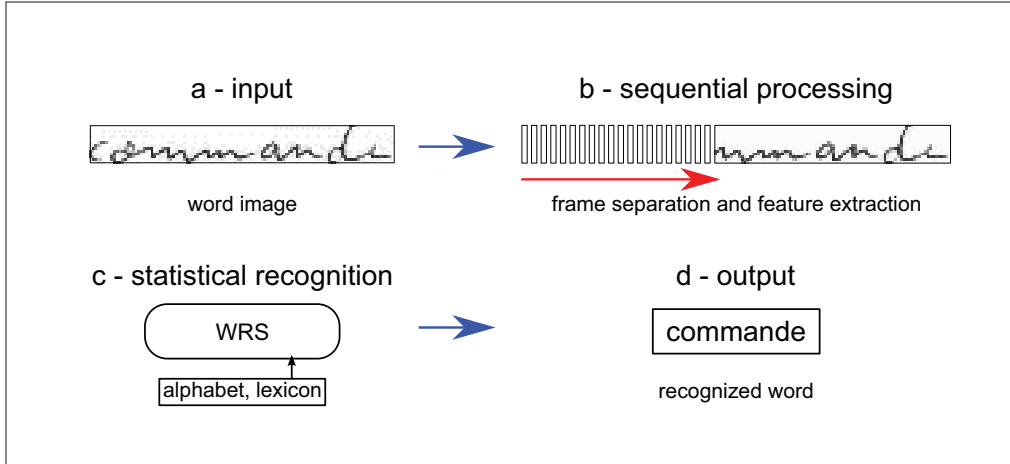 a - input
commande
word image
b - sequential processing
mmande
frame separation and feature extraction
c - statistical recognition
WRS
alphabet, lexicon
d - output
commande
recognized word